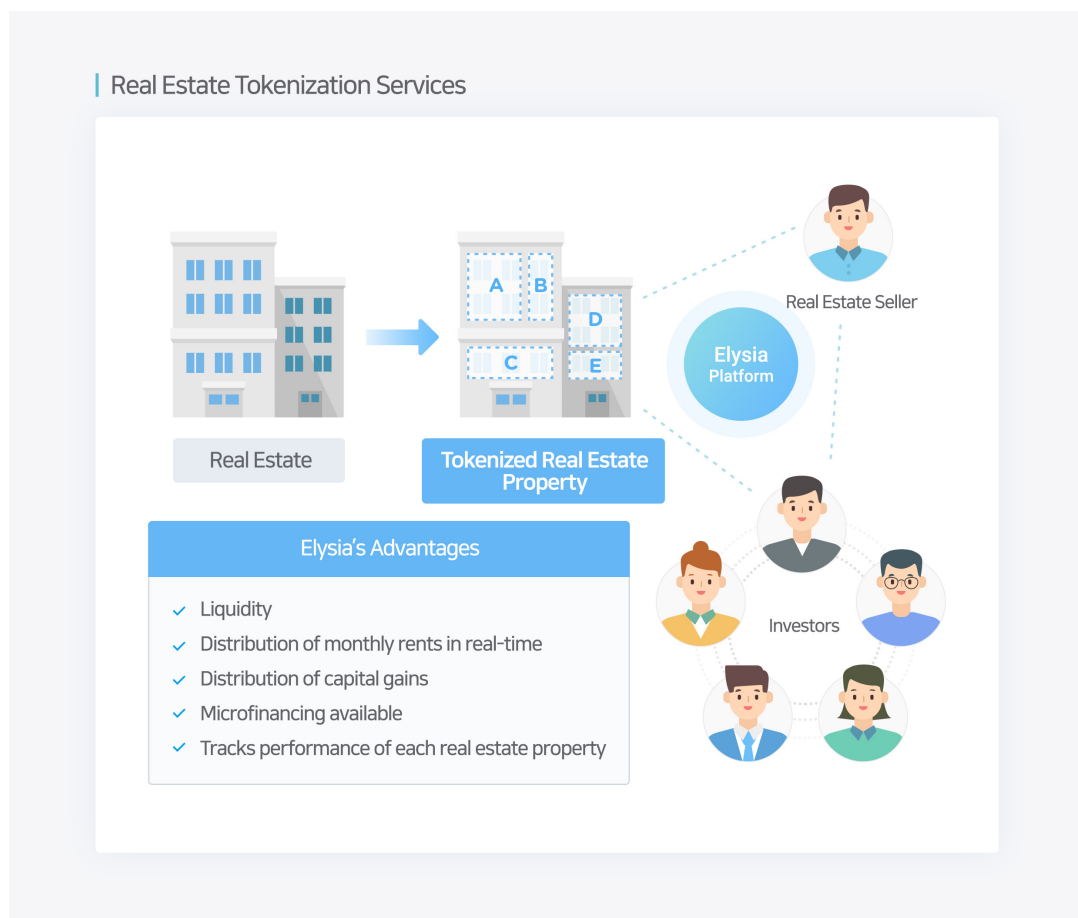 Real Estate Tokenization Services
A
B
C
D
E
Real Estate
Tokenized Real Estate
Property
Elysia
Platform
Real Estate Seller
Investors
Elysia's Advantages
Liquidity
Distribution of monthly rents in real-time
Distribution of capital gains
Microfinancing available
Tracks performance of each real estate property